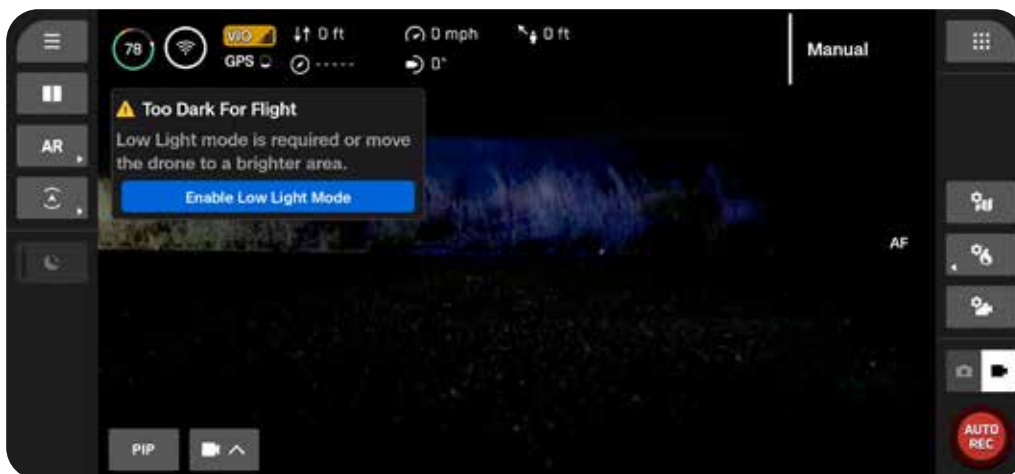 78
VIO
GPS
0 ft
-----
0 mph
0°
0 ft
Manual
Too Dark For Flight
Low Light mode is required or move
the drone to a brighter area.
Enable Low Light Mode
AR
AF
PIP
AUTO
REC